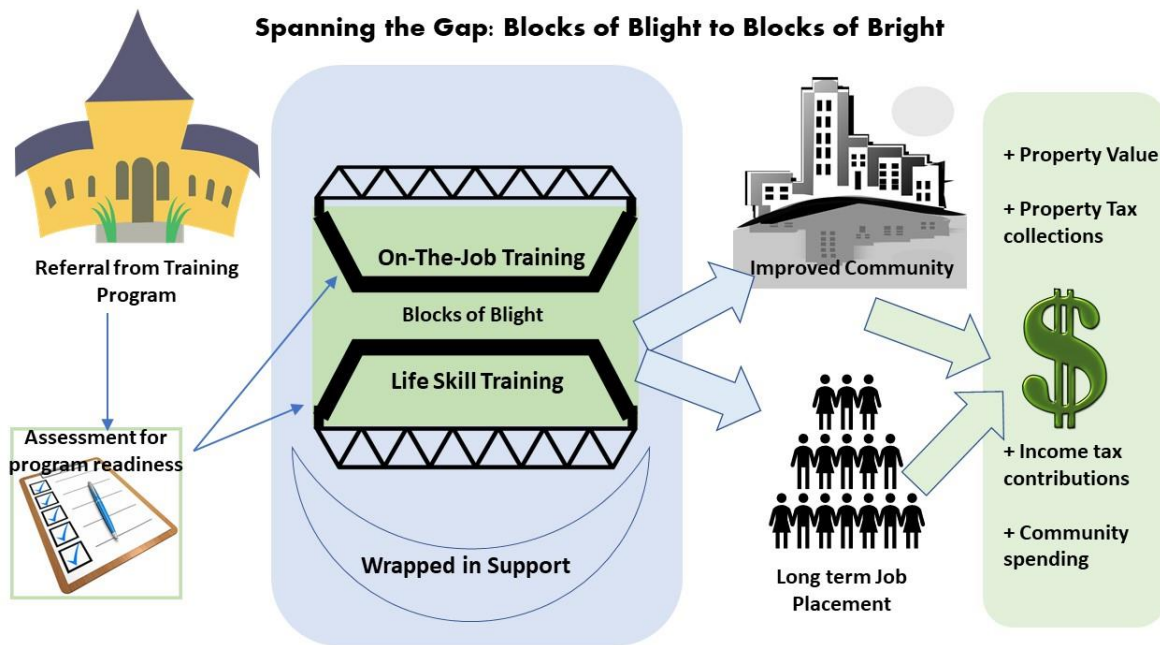 Spanning the Gap: Blocks of Blight to Blocks of Bright
Referral from Training
Program
Assessment for
program readiness
On-The-Job Training
Blocks of Blight
Life Skill Training
Wrapped in Support
Improved Community
Long term Job
Placement
+ Property Value
+ Property Tax
collections
$
+ Income tax
contributions
+ Community
spending